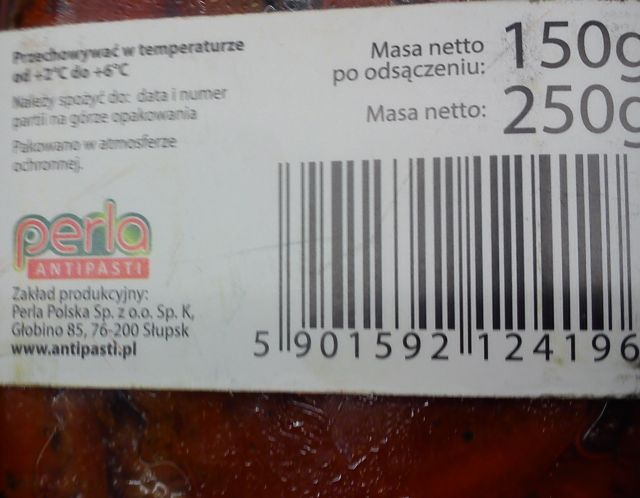 Przechowywać w temperaturze
od +2°C do +6°C
Należy spożyć do: data i numer
partii na górze opakowania
Pakowano w atmosferze
ochronnej.
Masa netto
po odsączeniu: 150g
Masa netto: 250g
perla
ANTIPASTI
Zakład produkcyjny:
Perla Polska Sp. z o.o. Sp. K,
Głobino 85, 76-200 Słupsk
www.antipasti.pl
5 901592 124196